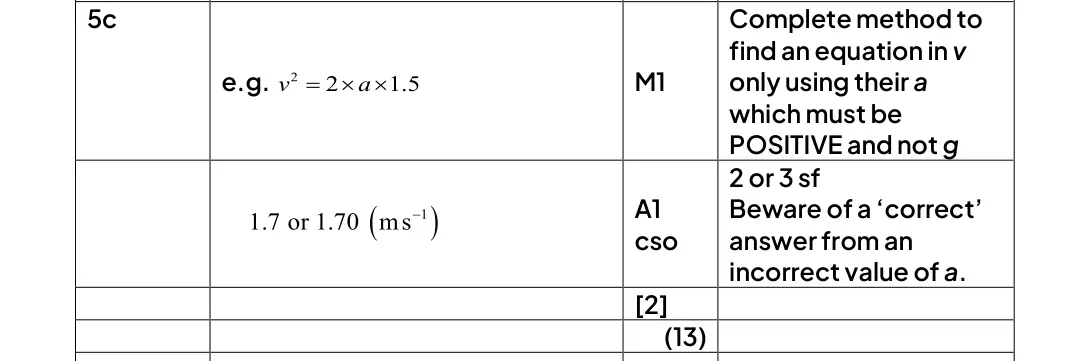 5c
e.g. v² = 2 × a × 1.5
M1
Complete method to
find an equation in v
only using their a
which must be
POSITIVE and not g
1.7 or 1.70 (m s⁻¹)
A1
cso
2 or 3 sf
Beware of a ‘correct’
answer from an
incorrect value of a.
[2]
(13)